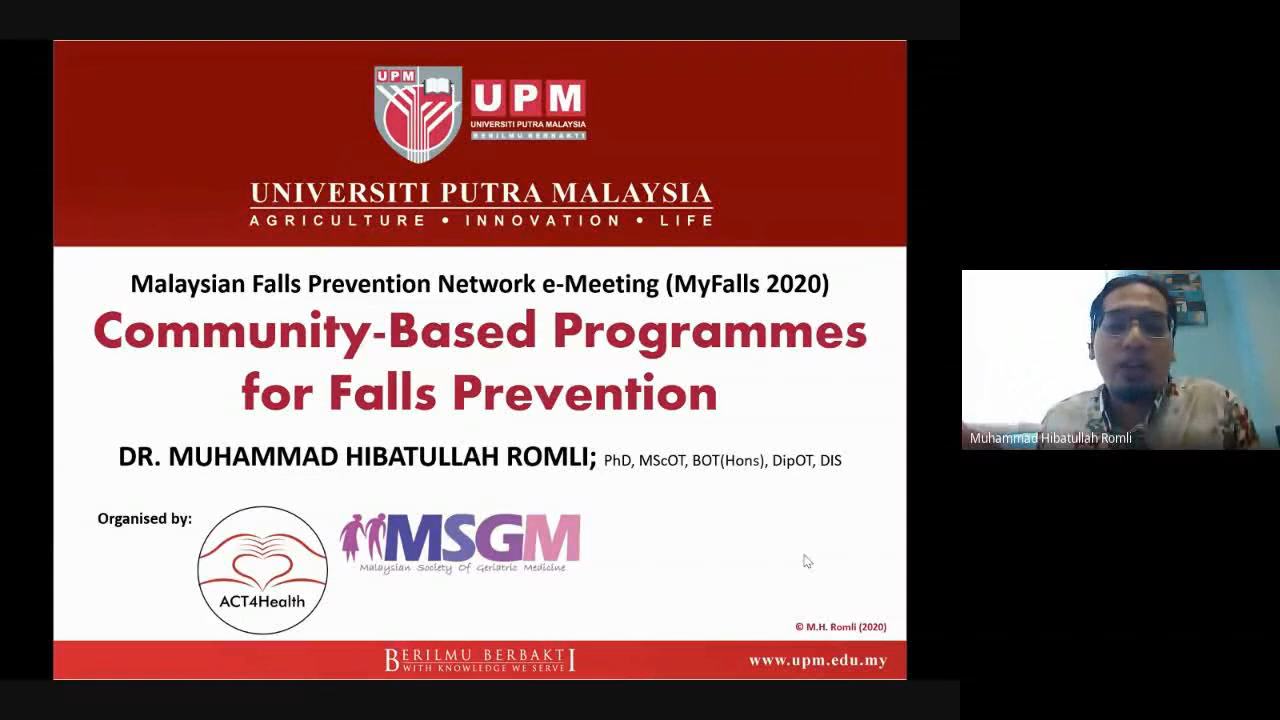 UPM
UPM
UNIVERSITI PUTRA MALAYSIA
BERILMU BERBAKTI
UNIVERSITI PUTRA MALAYSIA
AGRICULTURE • INNOVATION • LIFE
Malaysian Falls Prevention Network e-Meeting (MyFalls 2020)
Community-Based Programmes
for Falls Prevention
DR. MUHAMMAD HIBATULLAH ROMLI; PhD, MScOT, BOT(Hons), DipOT, DIS
Organised by:
MSGM
Malaysian Society Of Geriatric Medicine
ACT4Health
© M.H. Romli (2020)
BERILMU BERBAKTI
WITH KNOWLEDGE WE SERVE
www.upm.edu.my
Muhammad Hibatullah Romli